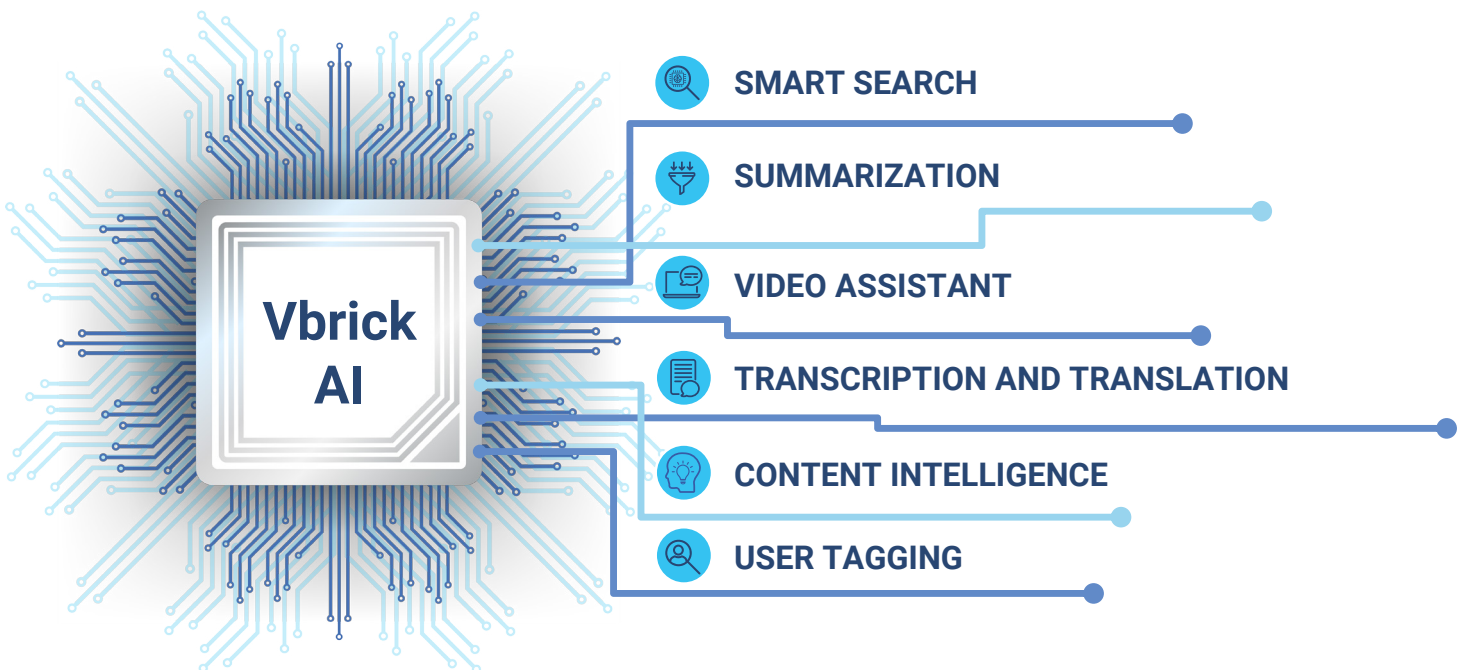 Vbrick
AI
SMART SEARCH
SUMMARIZATION
VIDEO ASSISTANT
TRANSCRIPTION AND TRANSLATION
CONTENT INTELLIGENCE
USER TAGGING